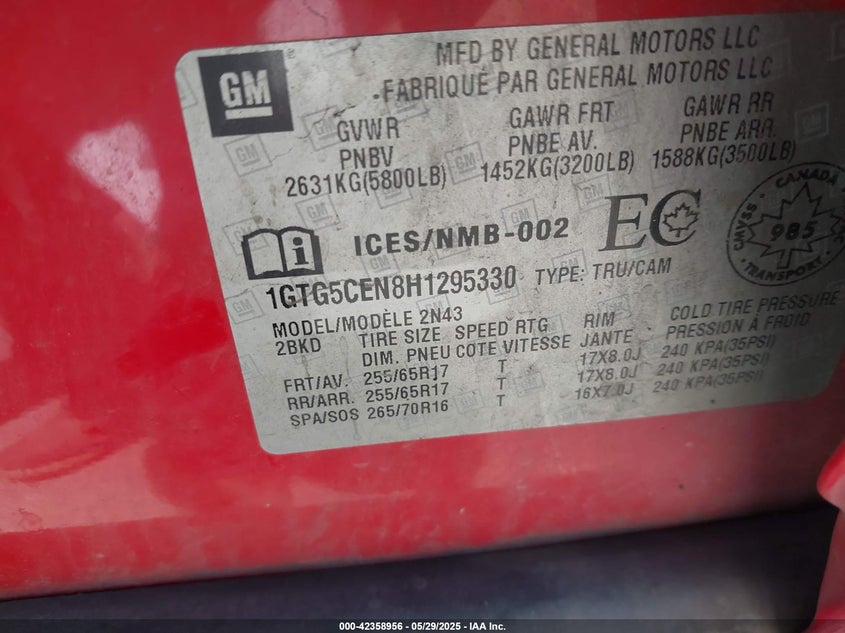 GM
MFD BY GENERAL MOTORS LLC
FABRIQUÉ PAR GENERAL MOTORS LLC
GVWR GAWR FRT GAWR RR
PNBV PNBE AV. PNBE ARR.
2631KG(5800LB) 1452KG(3200LB) 1588KG(3500LB)
ICES/NMB-002 EC
CMVSS CANADA
985
TRANSPORT
1GTG5CEN8H1295330 TYPE: TRU/CAM
MODEL/MODÈLE 2N43
2BKD TIRE SIZE SPEED RTG RIM COLD TIRE PRESSURE
DIM. PNEU COTE VITESSE JANTE PRESSION À FROID
FRT/AV. 255/65R17 T 17X8.0J 240 KPA(35PSI)
RR/ARR. 255/65R17 T 17X8.0J 240 KPA(35PSI)
SPA/SOS 265/70R16 T 16X7.0J 240 KPA(35PSI)
000-42358956 — 05/29/2025 — IAA Inc.